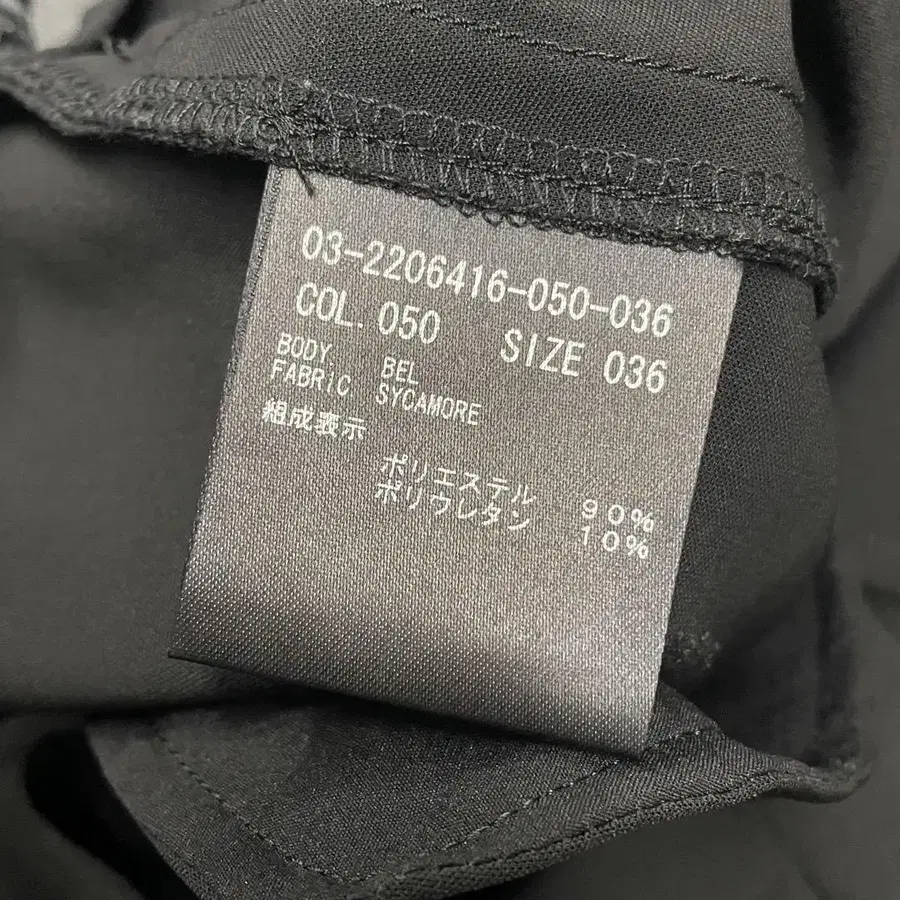 03-2206416-050-036
COL. 050 SIZE 036
BODY BEL
FABRIC SYCAMORE
組成表示
ポリエステル 90%
ポリウレタン 10%